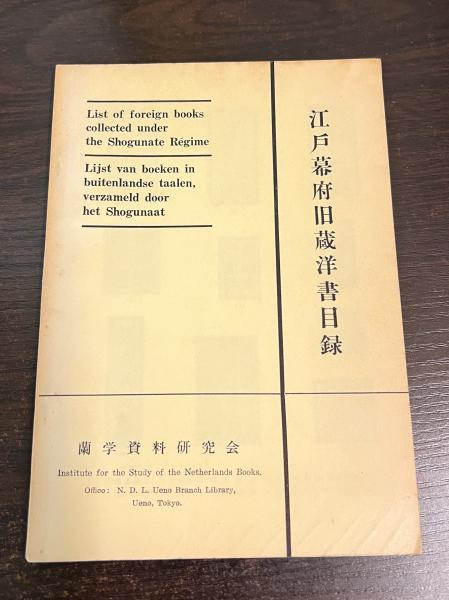 List of foreign books
collected under
the Shogunate Régime
Lijst van boeken in
buitenlandse taalen,
verzameld door
het Shogunaat
江戸幕府旧蔵洋書目録
蘭学資料研究会
Institute for the Study of the Netherlands Books.
Office: N. D. L. Ueno Branch Library,
Ueno, Tokyo.